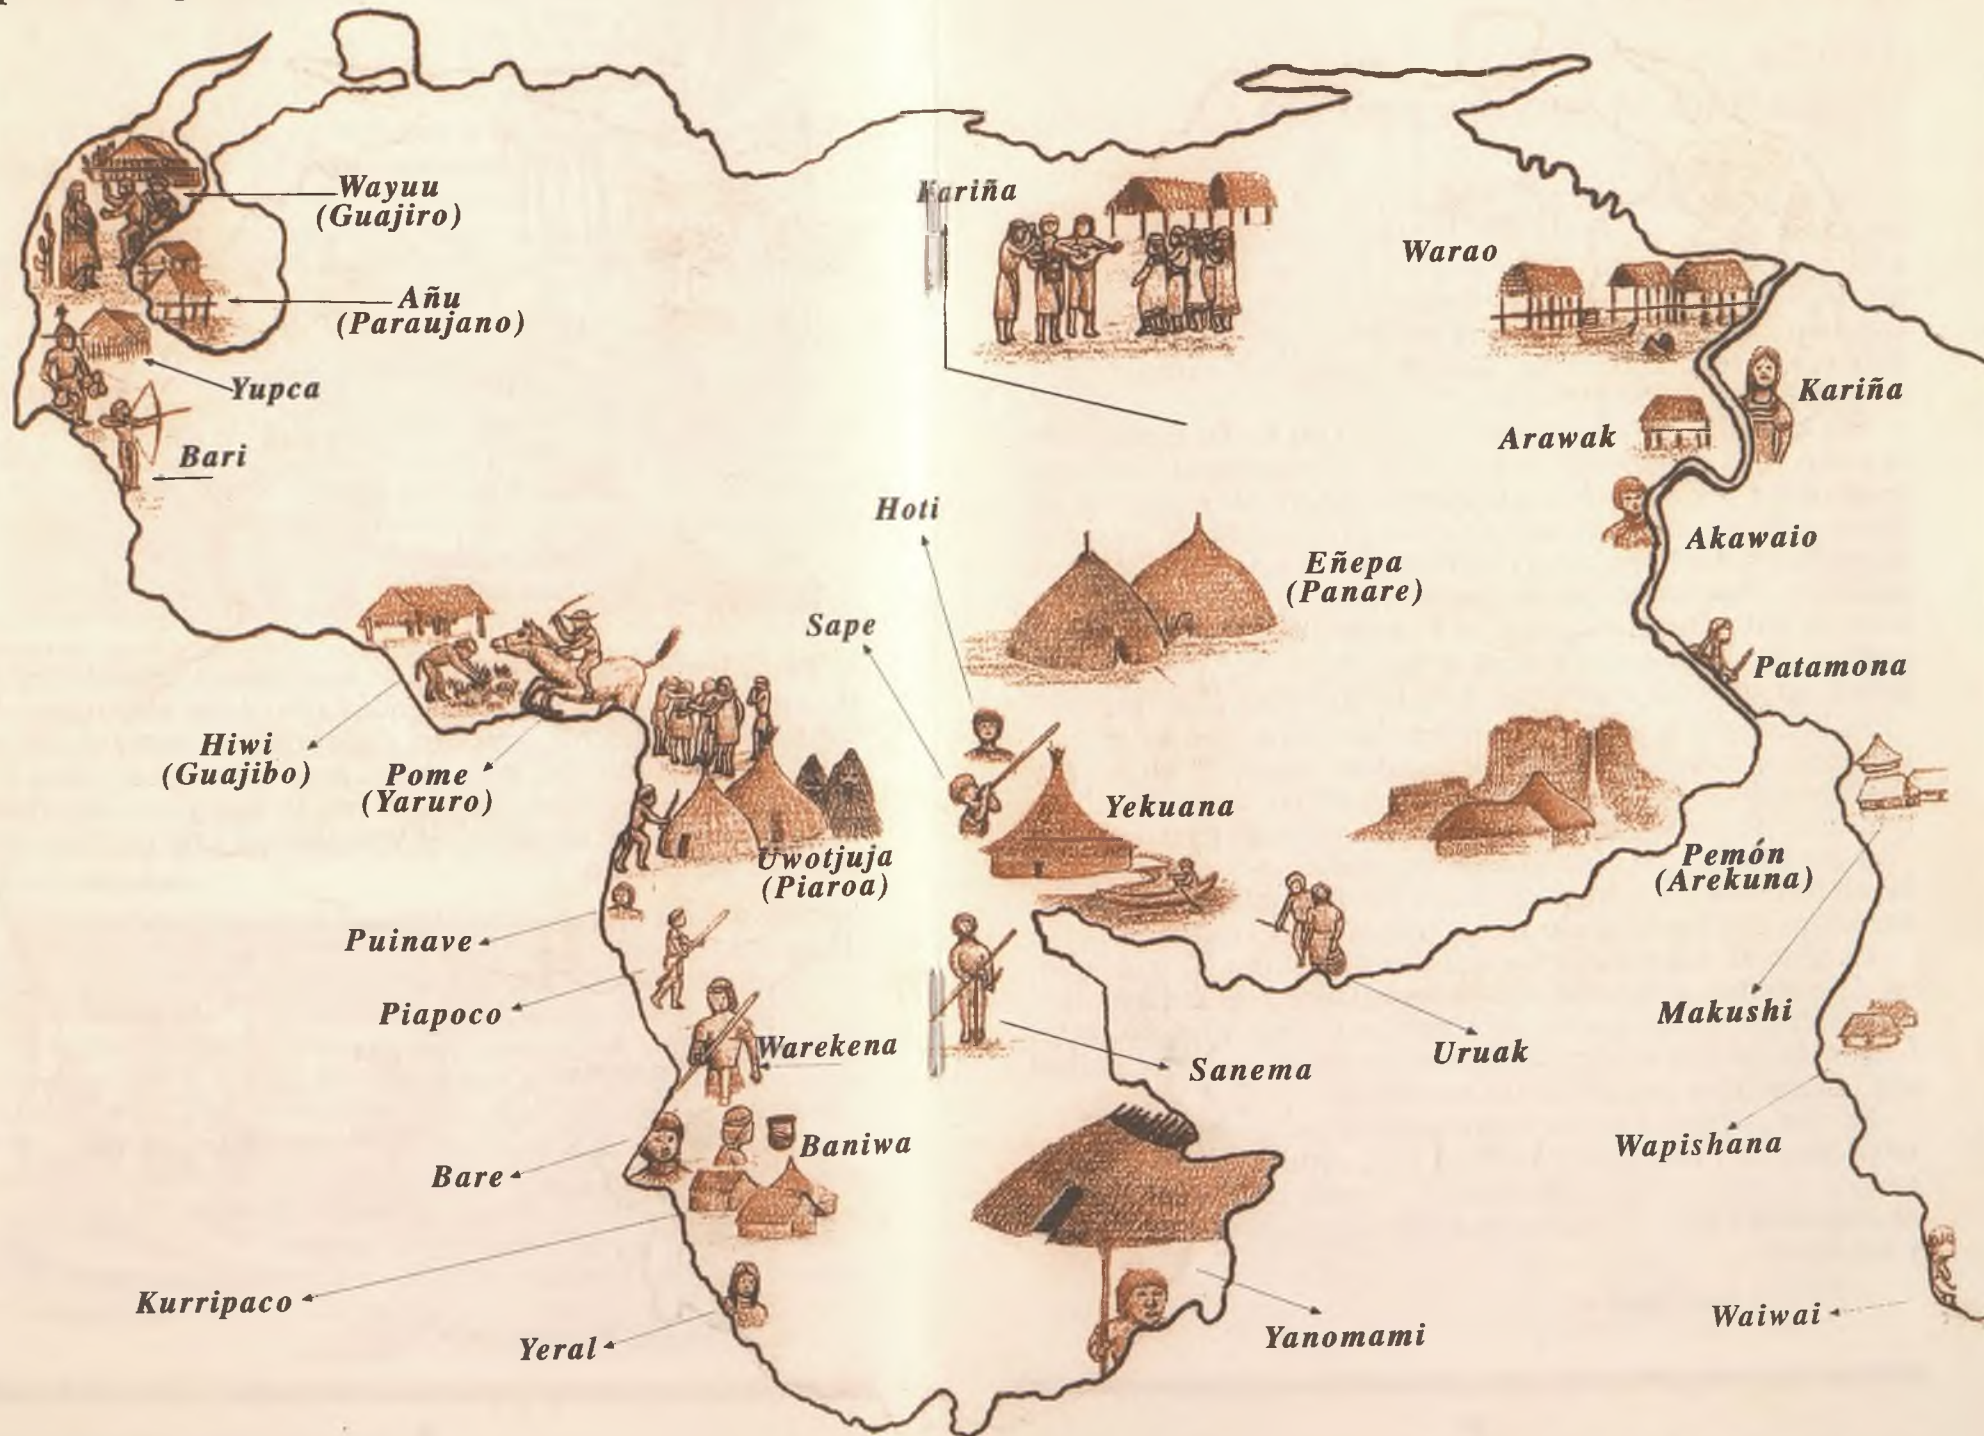 Wayuu
(Guajiro)
Añu
(Paraujano)
Yupca
Bari
Kariña
Warao
Kariña
Arawak
Akawaio
Hoti
Eñepa
(Panare)
Sape
Patamona
Hiwi
(Guajibo)
Pome
(Yaruro)
Yekuana
Uwotjuja
(Piaroa)
Pemón
(Arekuna)
Puinave
Piapoco
Makushi
Warekena
Uruak
Sanema
Baniwa
Wapishana
Bare
Kurripaco
Waiwai
Yeral
Yanomami